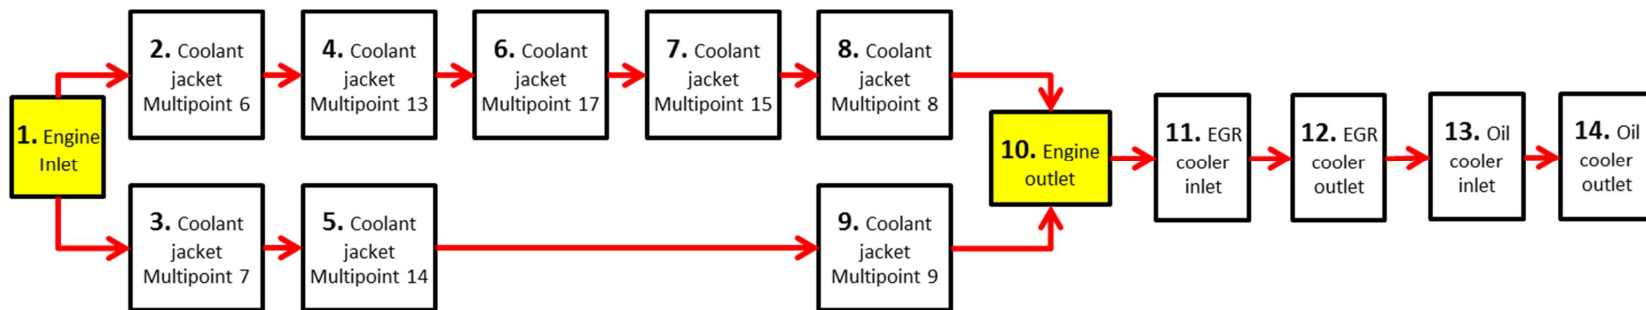 1. Engine
Inlet
2. Coolant
jacket
Multipoint 6
4. Coolant
jacket
Multipoint 13
6. Coolant
jacket
Multipoint 17
7. Coolant
jacket
Multipoint 15
8. Coolant
jacket
Multipoint 8
3. Coolant
jacket
Multipoint 7
5. Coolant
jacket
Multipoint 14
9. Coolant
jacket
Multipoint 9
10. Engine
outlet
11. EGR
cooler
inlet
12. EGR
cooler
outlet
13. Oil
cooler
inlet
14. Oil
cooler
outlet